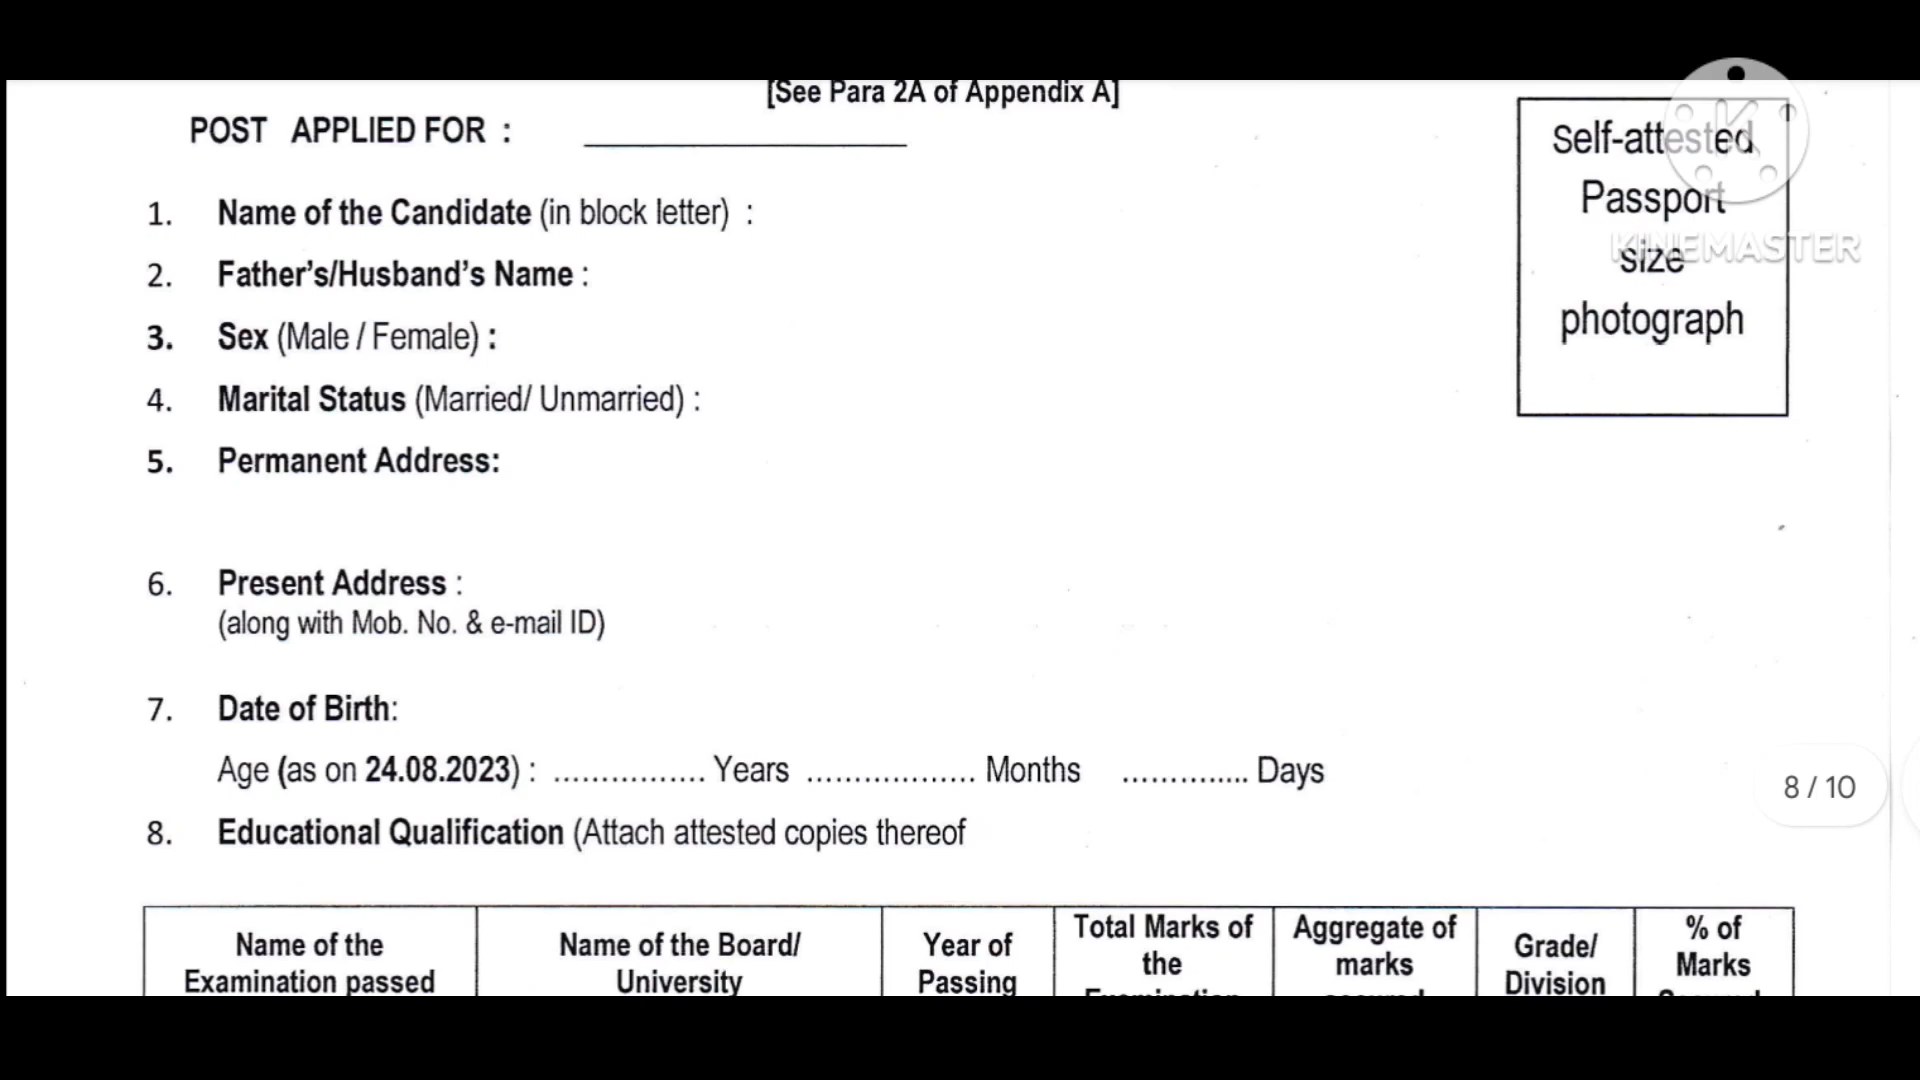 [See Para 2A of Appendix A]
POST APPLIED FOR : ____________________
Self-attested
Passport
size
photograph
KINEMASTER
1. Name of the Candidate (in block letter) :
2. Father's/Husband's Name :
3. Sex (Male / Female) :
4. Marital Status (Married/ Unmarried) :
5. Permanent Address:
6. Present Address :
(along with Mob. No. & e-mail ID)
7. Date of Birth:
Age (as on 24.08.2023) : ................ Years .................. Months .............. Days
8 / 10
8. Educational Qualification (Attach attested copies thereof
Name of the
Examination passed
Name of the Board/
University
Year of
Passing
Total Marks of
the
Examination
Aggregate of
marks
secured
Grade/
Division
% of
Marks
Secured